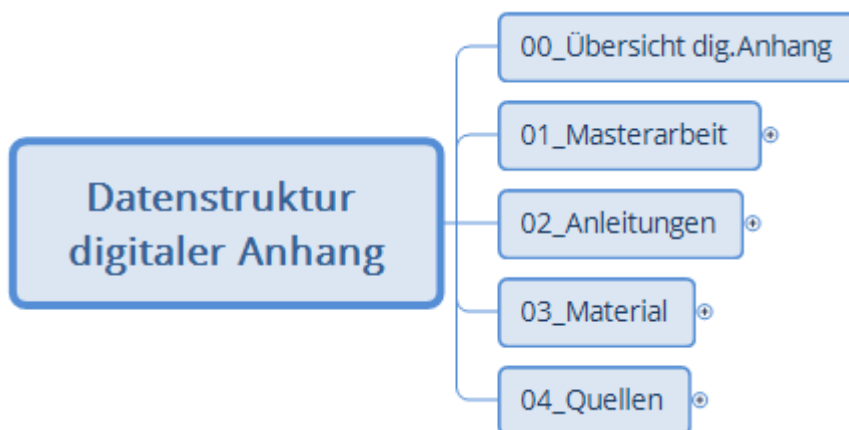 Datenstruktur
digitaler Anhang
00_Übersicht dig.Anhang
01_Masterarbeit
02_Anleitungen
03_Material
04_Quellen